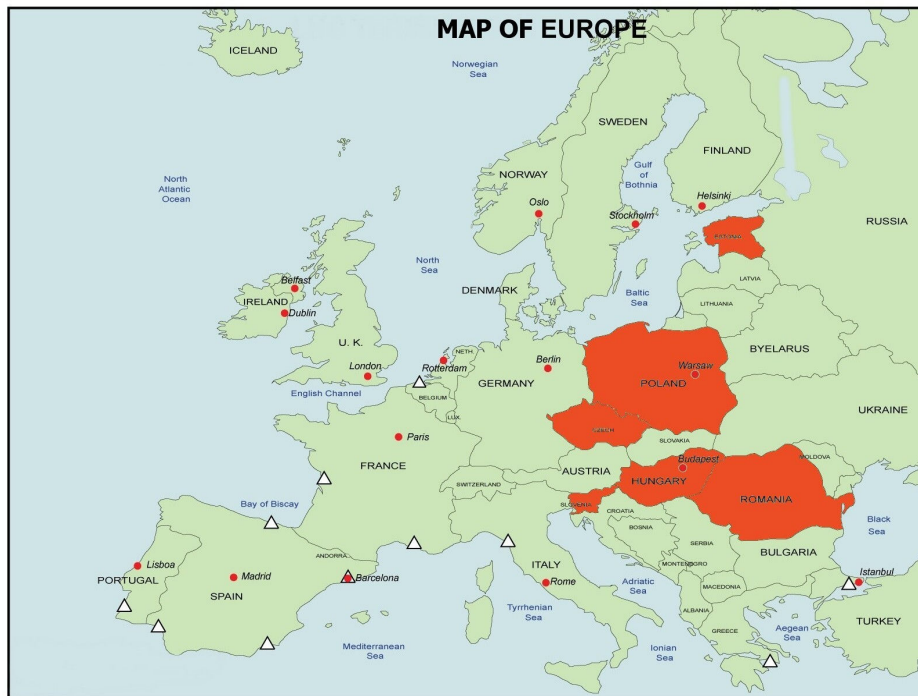 MAP OF EUROPE
ICELAND
Norwegian
Sea
SWEDEN
FINLAND
NORWAY
Gulf
of
Bothnia
North
Atlantic
Ocean
Helsinki
Oslo
Stockholm
RUSSIA
ESTONIA
North
Sea
LATVIA
Belfast
DENMARK
Baltic
Sea
LITHUANIA
IRELAND
Dublin
U. K.
BYELARUS
NETH.
London
Rotterdam
Berlin
Warsaw
GERMANY
POLAND
English Channel
BELGIUM
UKRAINE
LUX.
CZECH
Paris
SLOVAKIA
MOLDOVA
FRANCE
Budapest
AUSTRIA
HUNGARY
SWITZERLAND
ROMANIA
Bay of Biscay
SLOVENIA
CROATIA
BOSNIA
Black
Sea
SERBIA
ANDORRA
BULGARIA
Lisboa
ITALY
MONTENEGRO
Istanbul
PORTUGAL
Madrid
Barcelona
Rome
Adriatic
Sea
MACEDONIA
SPAIN
Tyrrhenian
Sea
ALBANIA
TURKEY
Mediterranean
Sea
GREECE
Aegean
Sea
Ionian
Sea